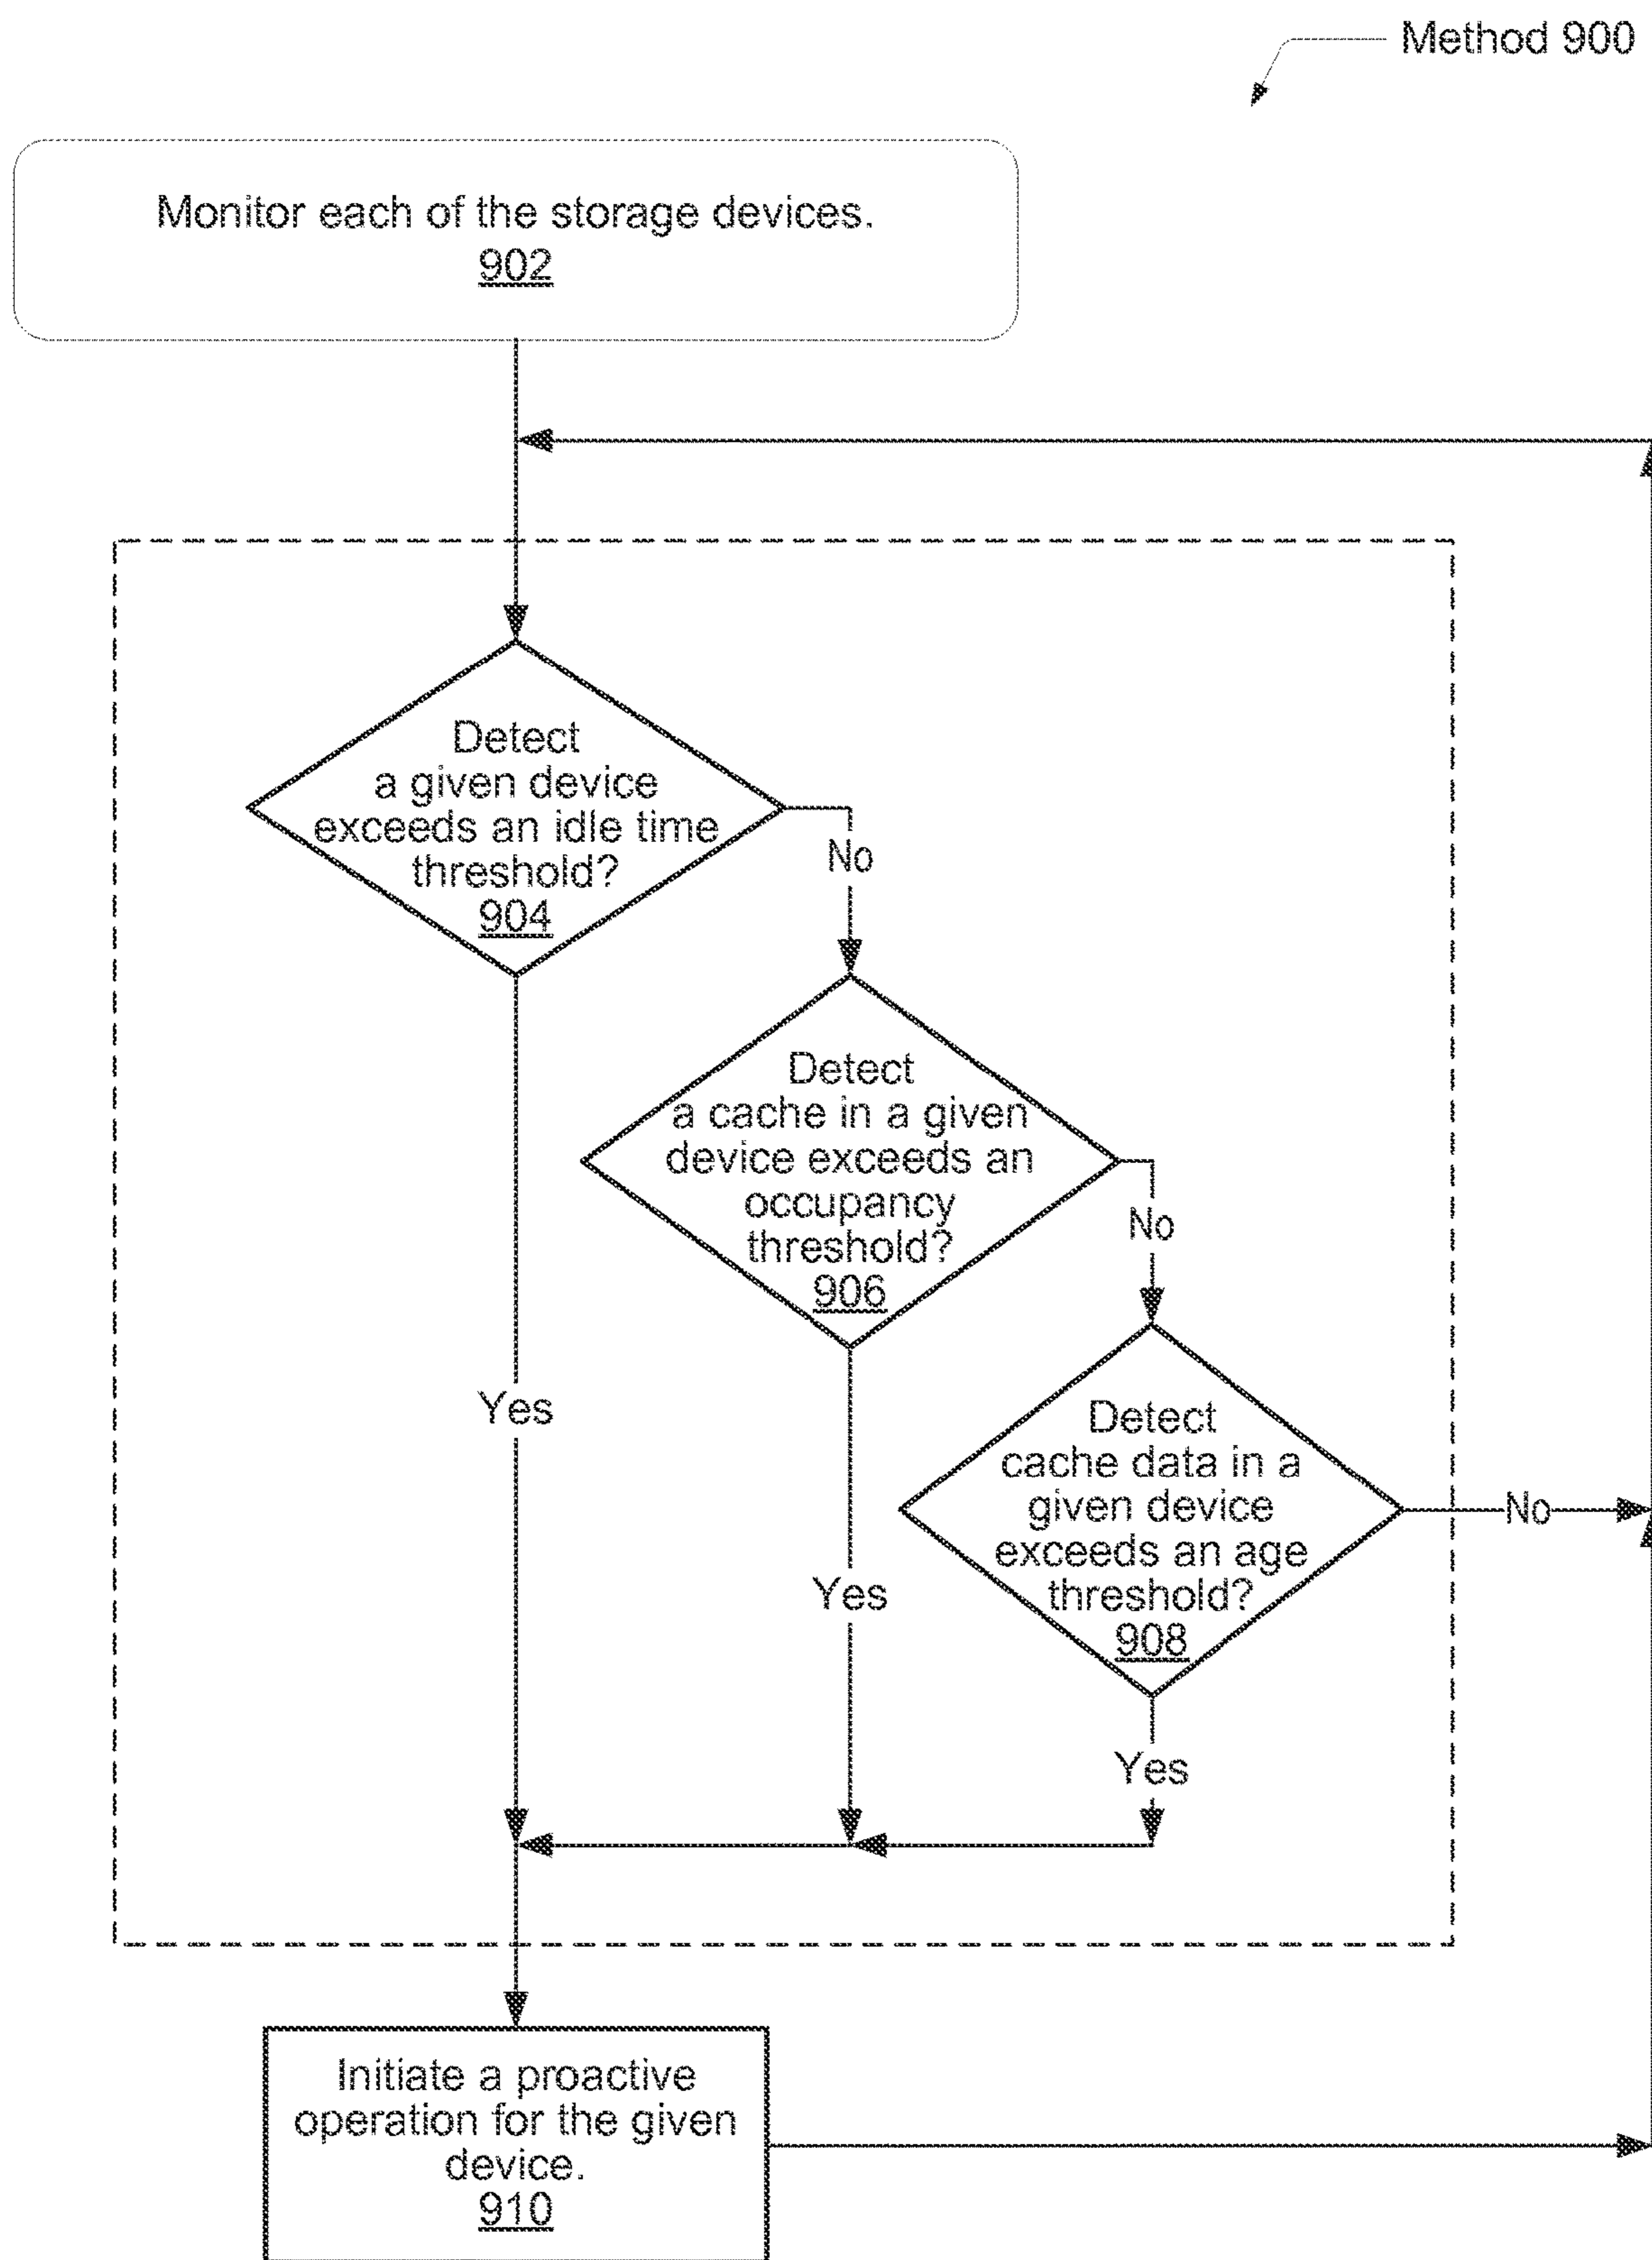 Method 900
Monitor each of the storage devices.
902
Detect
a given device
exceeds an idle time
threshold?
904
No
Detect
a cache in a given
device exceeds an
occupancy
threshold?
906
No
Detect
cache data in a
given device
exceeds an age
threshold?
908
No
Yes
Yes
Yes
Initiate a proactive
operation for the given
device.
910